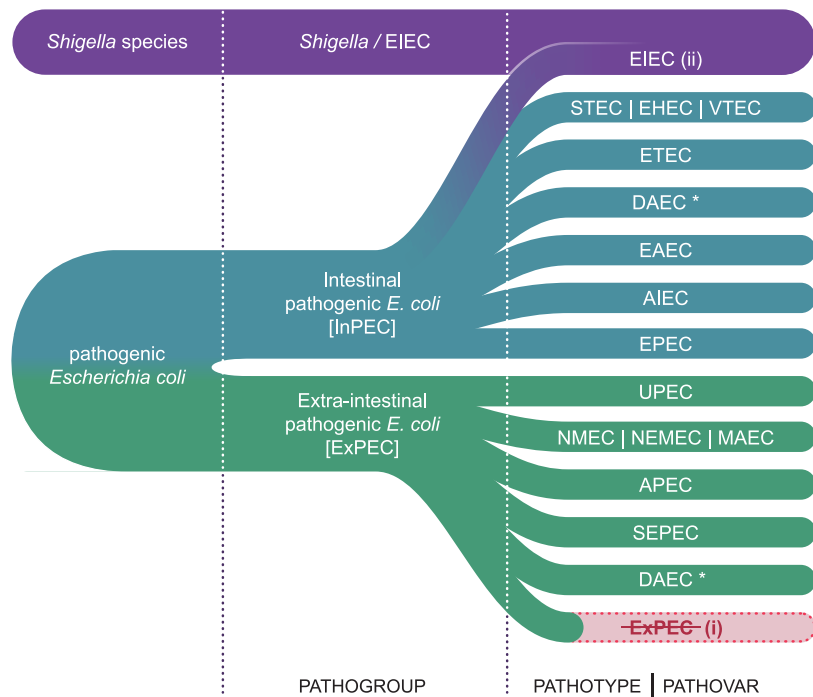 Shigella species
Shigella / EIEC
EIEC (ii)
STEC | EHEC | VTEC
ETEC
DAEC *
EAEC
AIEC
EPEC
Intestinal
pathogenic E. coli
[InPEC]
pathogenic
Escherichia coli
Extra-intestinal
pathogenic E. coli
[ExPEC]
UPEC
NMEC | NEMEC | MAEC
APEC
SEPEC
DAEC *
ExPEC (i)
PATHOGROUP
PATHOTYPE | PATHOVAR